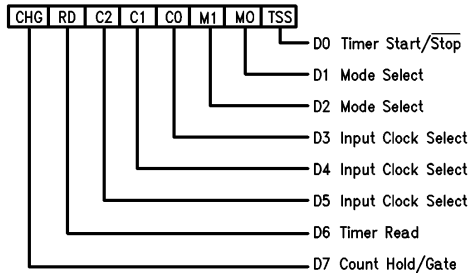 CHG RD C2 C1 C0 M1 M0 TSS
D0 Timer Start/Stop
D1 Mode Select
D2 Mode Select
D3 Input Clock Select
D4 Input Clock Select
D5 Input Clock Select
D6 Timer Read
D7 Count Hold/Gate